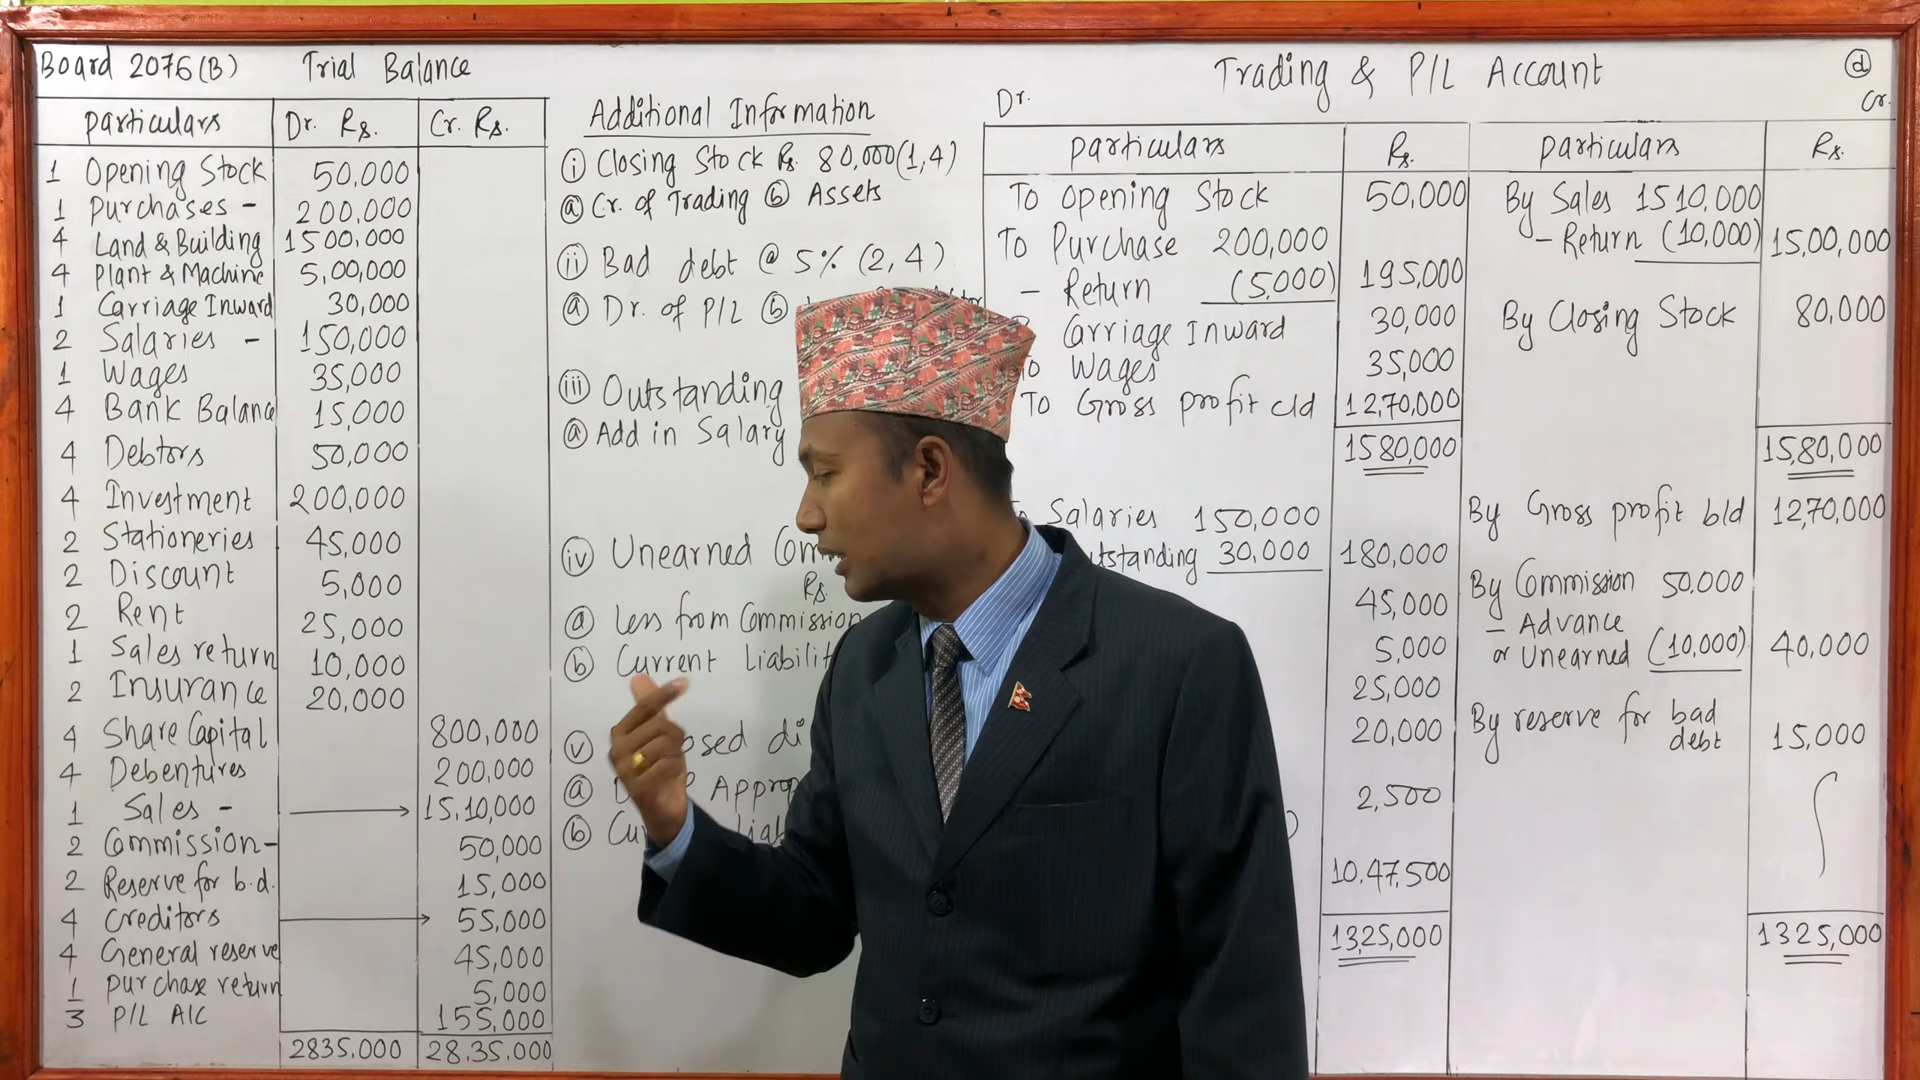 Board 2076(B) Trial Balance
particulars Dr. Rs. Cr. Rs.
1 Opening Stock 50,000
1 Purchases - 200,000
4 Land & Building 1500,000
4 Plant & Machine 5,00,000
1 Carriage Inward 30,000
2 Salaries - 150,000
1 Wages 35,000
4 Bank Balance 15,000
4 Debtors 50,000
4 Investment 200,000
2 Stationeries 45,000
2 Discount 5,000
2 Rent 25,000
1 Sales return 10,000
2 Insurance 20,000
4 Share Capital 800,000
4 Debentures 200,000
1 Sales - 15,10,000
2 Commission - 50,000
2 Reserve for b.d. 15,000
4 Creditors 55,000
4 General reserve 45,000
1 purchase return 5,000
3 P/L A/C 155,000
2835,000 28,35,000
Additional Information
(i) Closing Stock Rs. 80,000 (1,4)
(a) Cr. of Trading (b) Assets
(ii) Bad debt @ 5% (2,4)
(a) Dr. of P/L (b)
(iii) Outstanding
(a) Add in Salary
(iv) Unearned
Rs.
(a) Less from Commission
(b) Current
(v)
(a)
(b)
Trading & P/L Account (d)
Dr. Cr.
particulars Rs. particulars Rs.
To Opening Stock 50,000 By Sales 1510,000
To Purchase 200,000 - Return (10,000) 15,00,000
- Return (5,000) 195,000
Carriage Inward 30,000 By Closing Stock 80,000
To Wages 35,000
To Gross profit c/d 12,70,000
1580,000 15,80,000
Salaries 150,000 By Gross profit b/d 12,70,000
30,000 180,000
45,000 By Commission 50,000
5,000 - Advance
or Unearned (10,000) 40,000
25,000
20,000 By reserve for bad
debt 15,000
2,500
10,47,500
13,25,000 1325,000